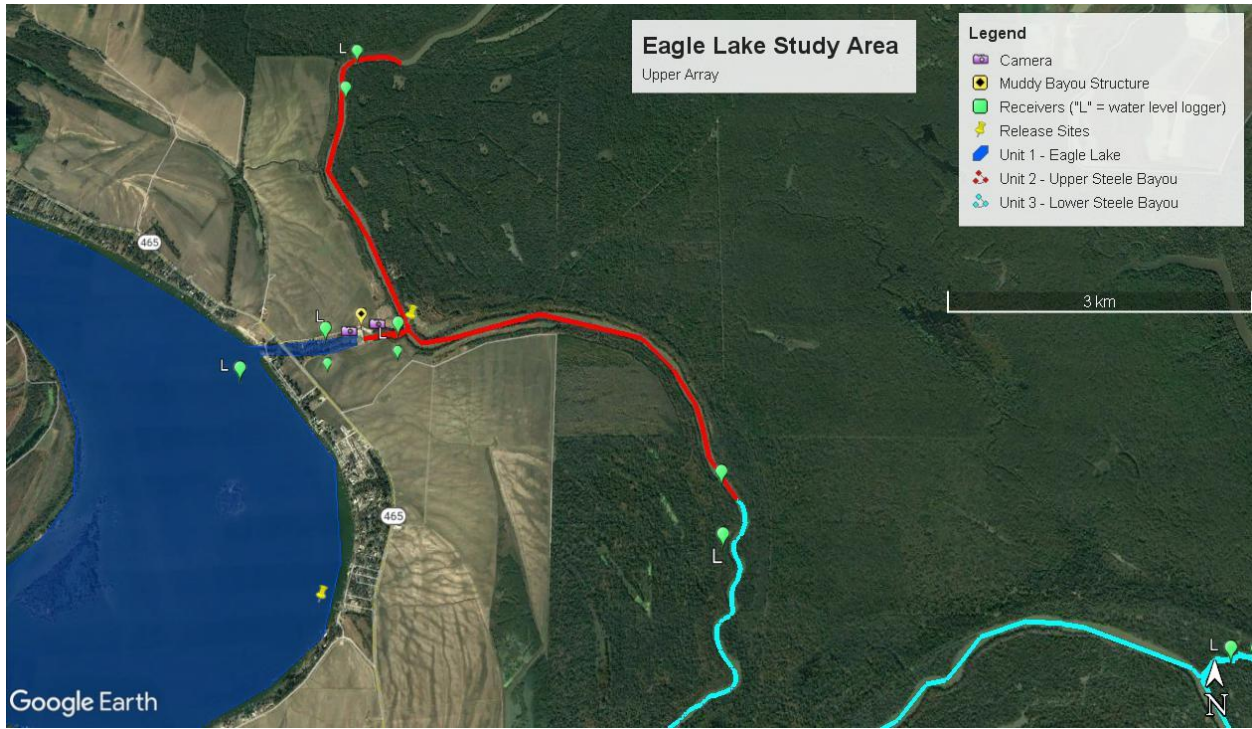 Eagle Lake Study Area
Upper Array
Legend
Camera
Muddy Bayou Structure
Receivers ("L" = water level logger)
Release Sites
Unit 1 - Eagle Lake
Unit 2 - Upper Steele Bayou
Unit 3 - Lower Steele Bayou
L
465
3 km
L
L
L
465
L
L
N
Google Earth